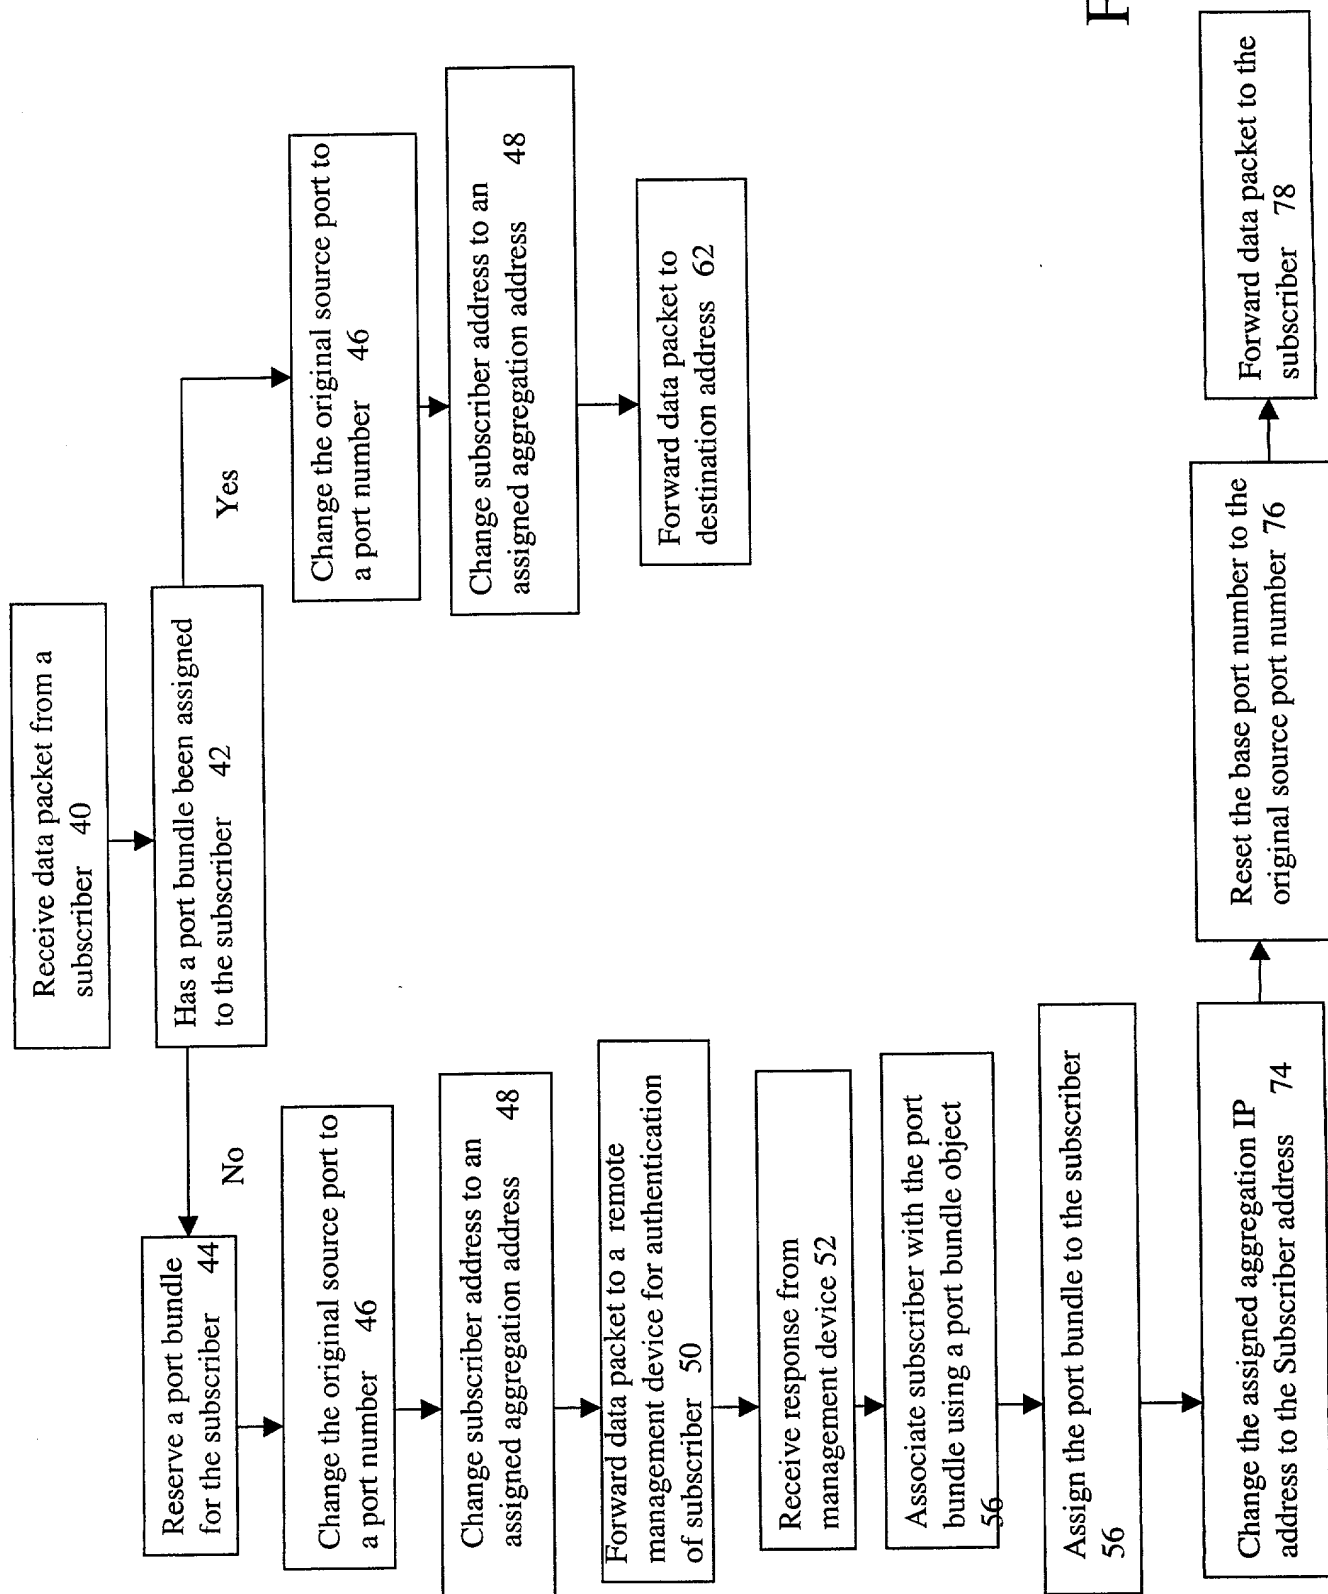 Receive data packet from a
subscriber 40
Has a port bundle been assigned
to the subscriber 42
No
Yes
Reserve a port bundle
for the subscriber 44
Change the original source port to
a port number 46
Change subscriber address to an
assigned aggregation address 48
Forward data packet to a remote
management device for authentication
of subscriber 50
Receive response from
management device 52
Associate subscriber with the port
bundle using a port bundle object
56
Assign the port bundle to the subscriber
56
Change the assigned aggregation IP
address to the Subscriber address 74
Reset the base port number to the
original source port number 76
Forward data packet to the
subscriber 78
Change the original source port to
a port number 46
Change subscriber address to an
assigned aggregation address 48
Forward data packet to
destination address 62
F